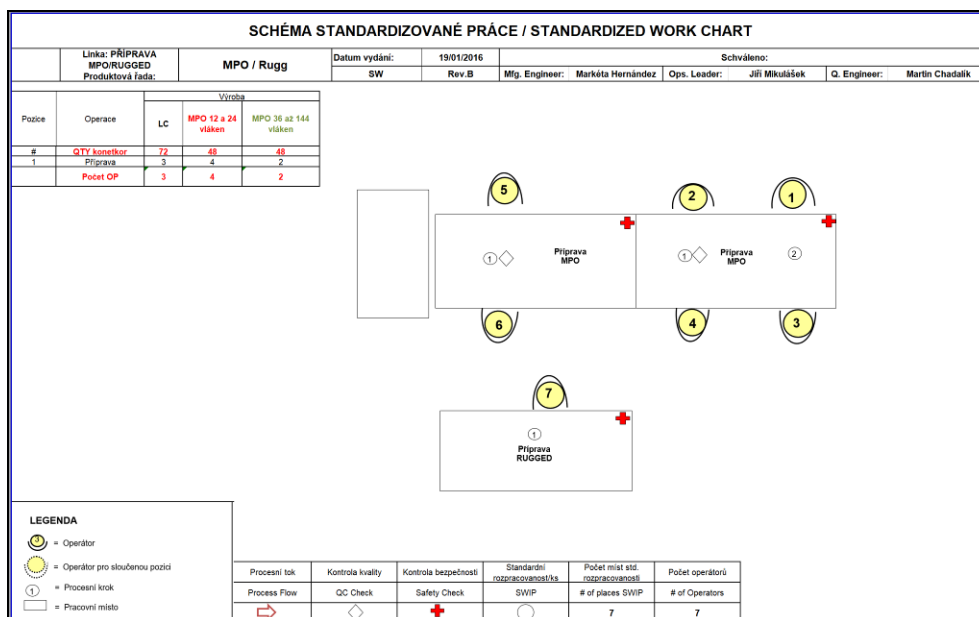 SCHÉMA STANDARDIZOVANÉ PRÁCE / STANDARDIZED WORK CHART
Linka: PŘÍPRAVA
MPO/RUGGED
Produktová řada:
MPO / Rugg
Datum vydání:
19/01/2016
Schváleno:
SW
Rev.B
Mfg. Engineer:
Markéta Hernández
Ops. Leader:
Jiří Mikulášek
Q. Engineer:
Martin Chadalík
Výroba
Pozice
Operace
LC
MPO 12 a 24
vláken
MPO 36 az 144
vláken
#
QTY konetkor
72
48
48
1
Příprava
3
4
2
Počet OP
3
4
2
5
2
1
1
Příprava
MPO
1
Příprava
MPO
2
6
4
3
7
1
Příprava
RUGGED
LEGENDA
3
= Operátor
= Operátor pro sloučenou pozici
1
= Procesní krok
= Pracovní místo
Procesní tok
Kontrola kvality
Kontrola bezpečnosti
Standardní
rozpracovanost/ks
Počet míst std.
rozpracovanosti
Počet operátorů
Process Flow
QC Check
Safety Check
SWIP
# of places SWIP
# of Operators
7
7